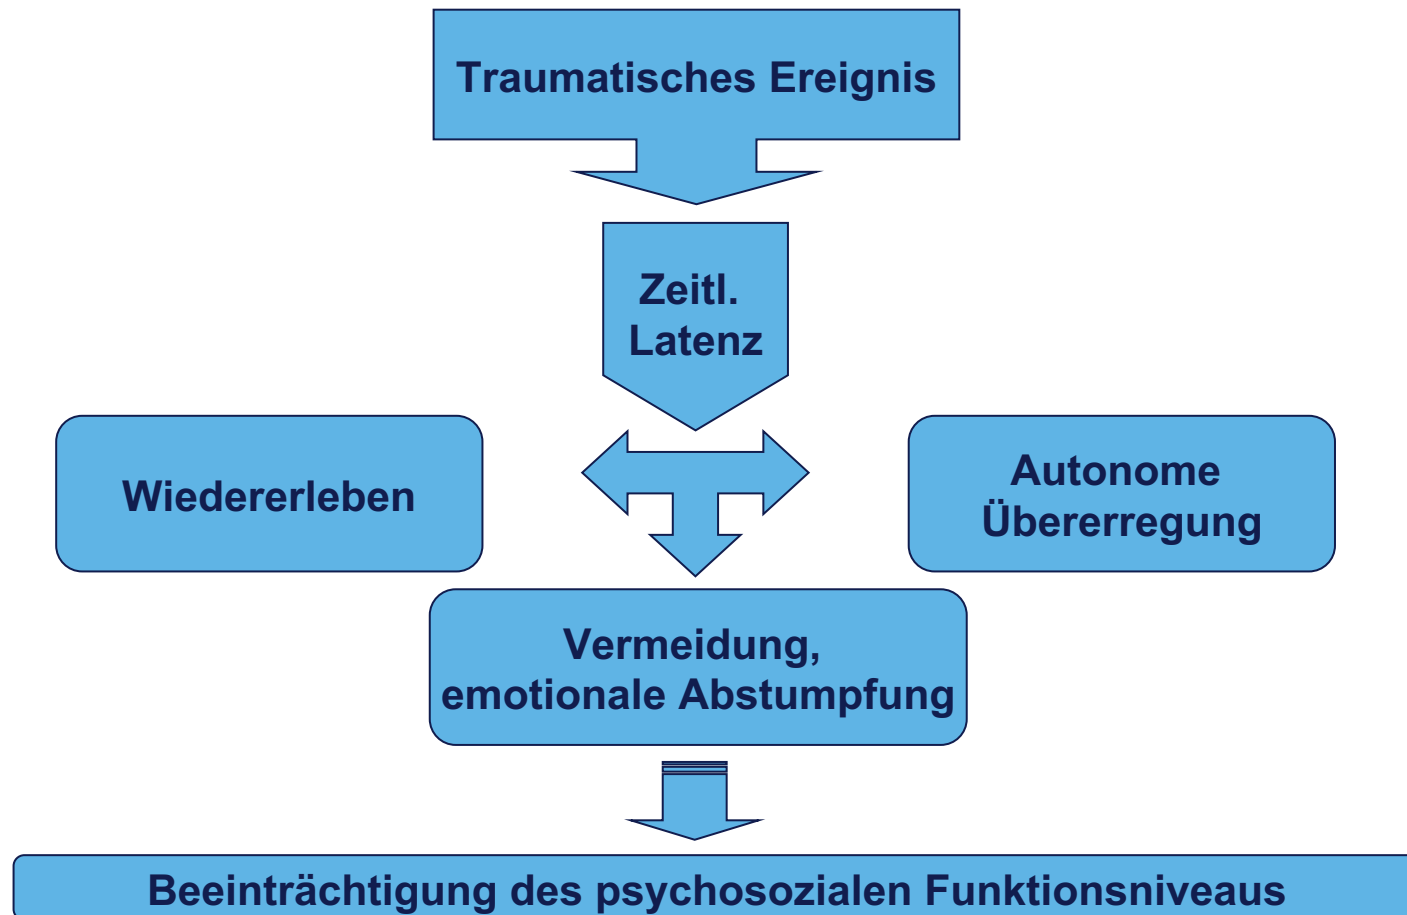 Traumatisches Ereignis
Zeitl.
Latenz
Wiedererleben
Autonome
Übererregung
Vermeidung,
emotionale Abstumpfung
Beeinträchtigung des psychosozialen Funktionsniveaus